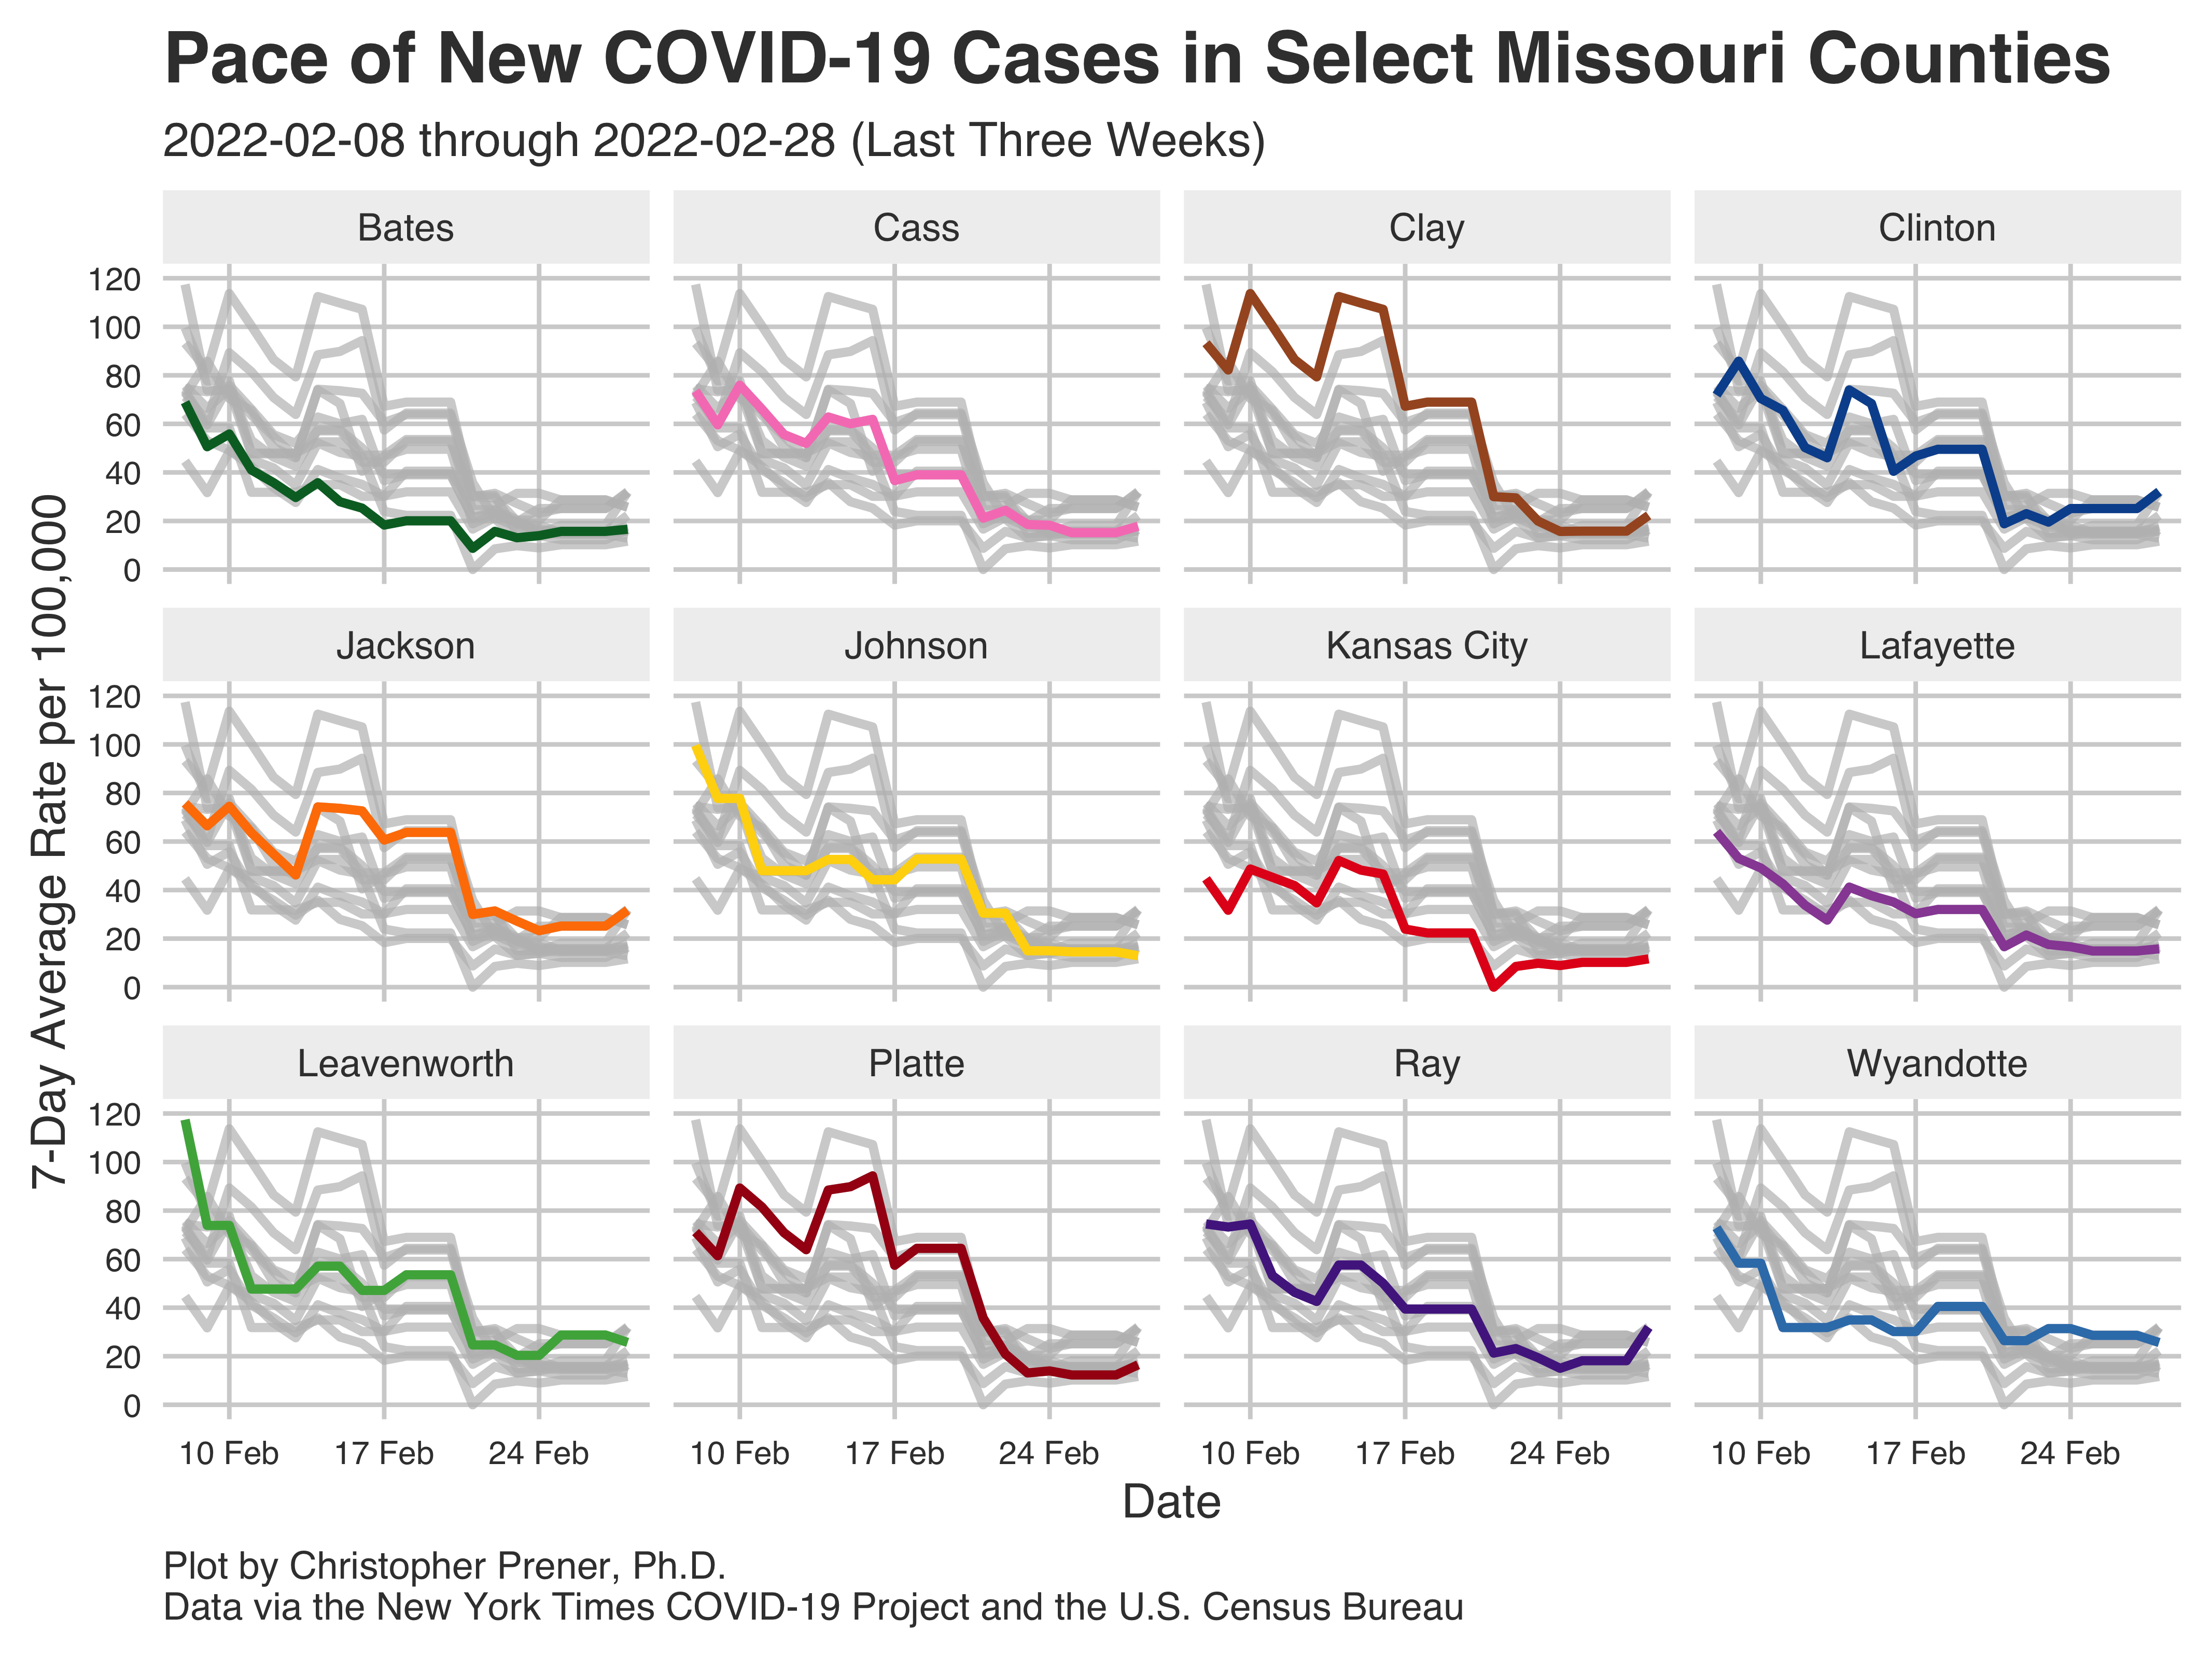 Pace of New COVID-19 Cases in Select Missouri Counties
2022-02-08 through 2022-02-28 (Last Three Weeks)
Bates Cass Clay Clinton
120
100
80
60
40
20
0
Jackson Johnson Kansas City Lafayette
120
100
80
60
40
20
0
Leavenworth Platte Ray Wyandotte
120
100
80
60
40
20
0
7-Day Average Rate per 100,000
10 Feb 17 Feb 24 Feb 10 Feb 17 Feb 24 Feb 10 Feb 17 Feb 24 Feb 10 Feb 17 Feb 24 Feb
Date
Plot by Christopher Prener, Ph.D.
Data via the New York Times COVID-19 Project and the U.S. Census Bureau